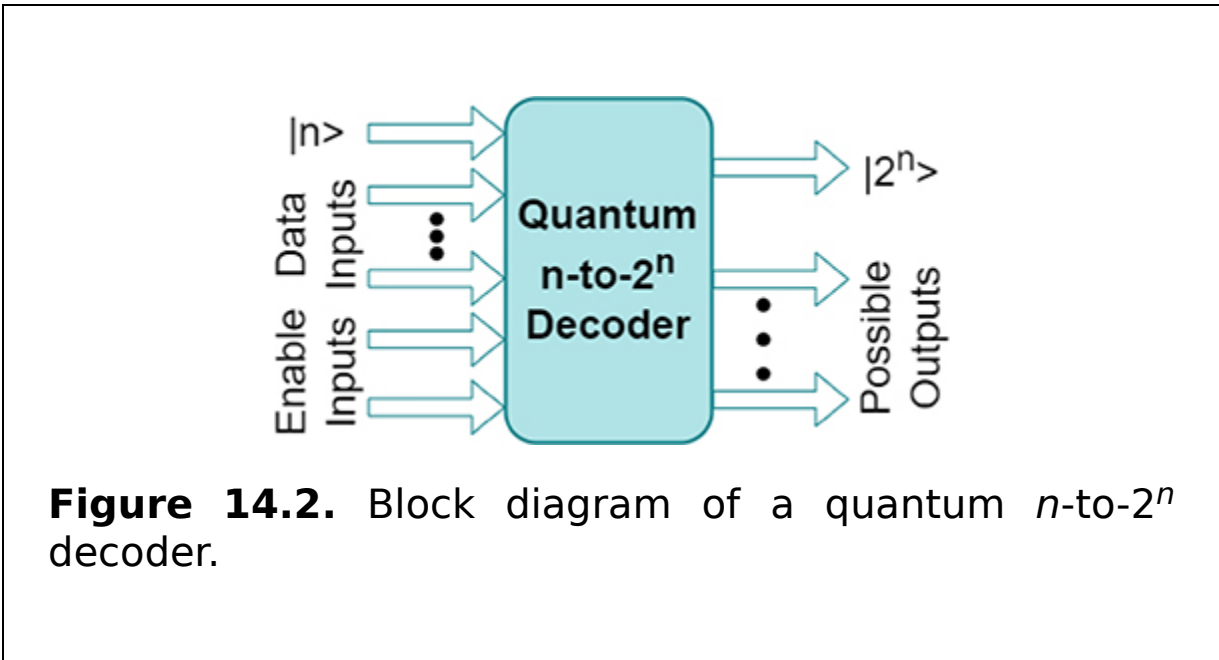 |n>
Data
Inputs
Enable
Inputs
Quantum
n-to-2ⁿ
Decoder
|2ⁿ>
Possible
Outputs
Figure 14.2. Block diagram of a quantum n-to-2ⁿ
decoder.